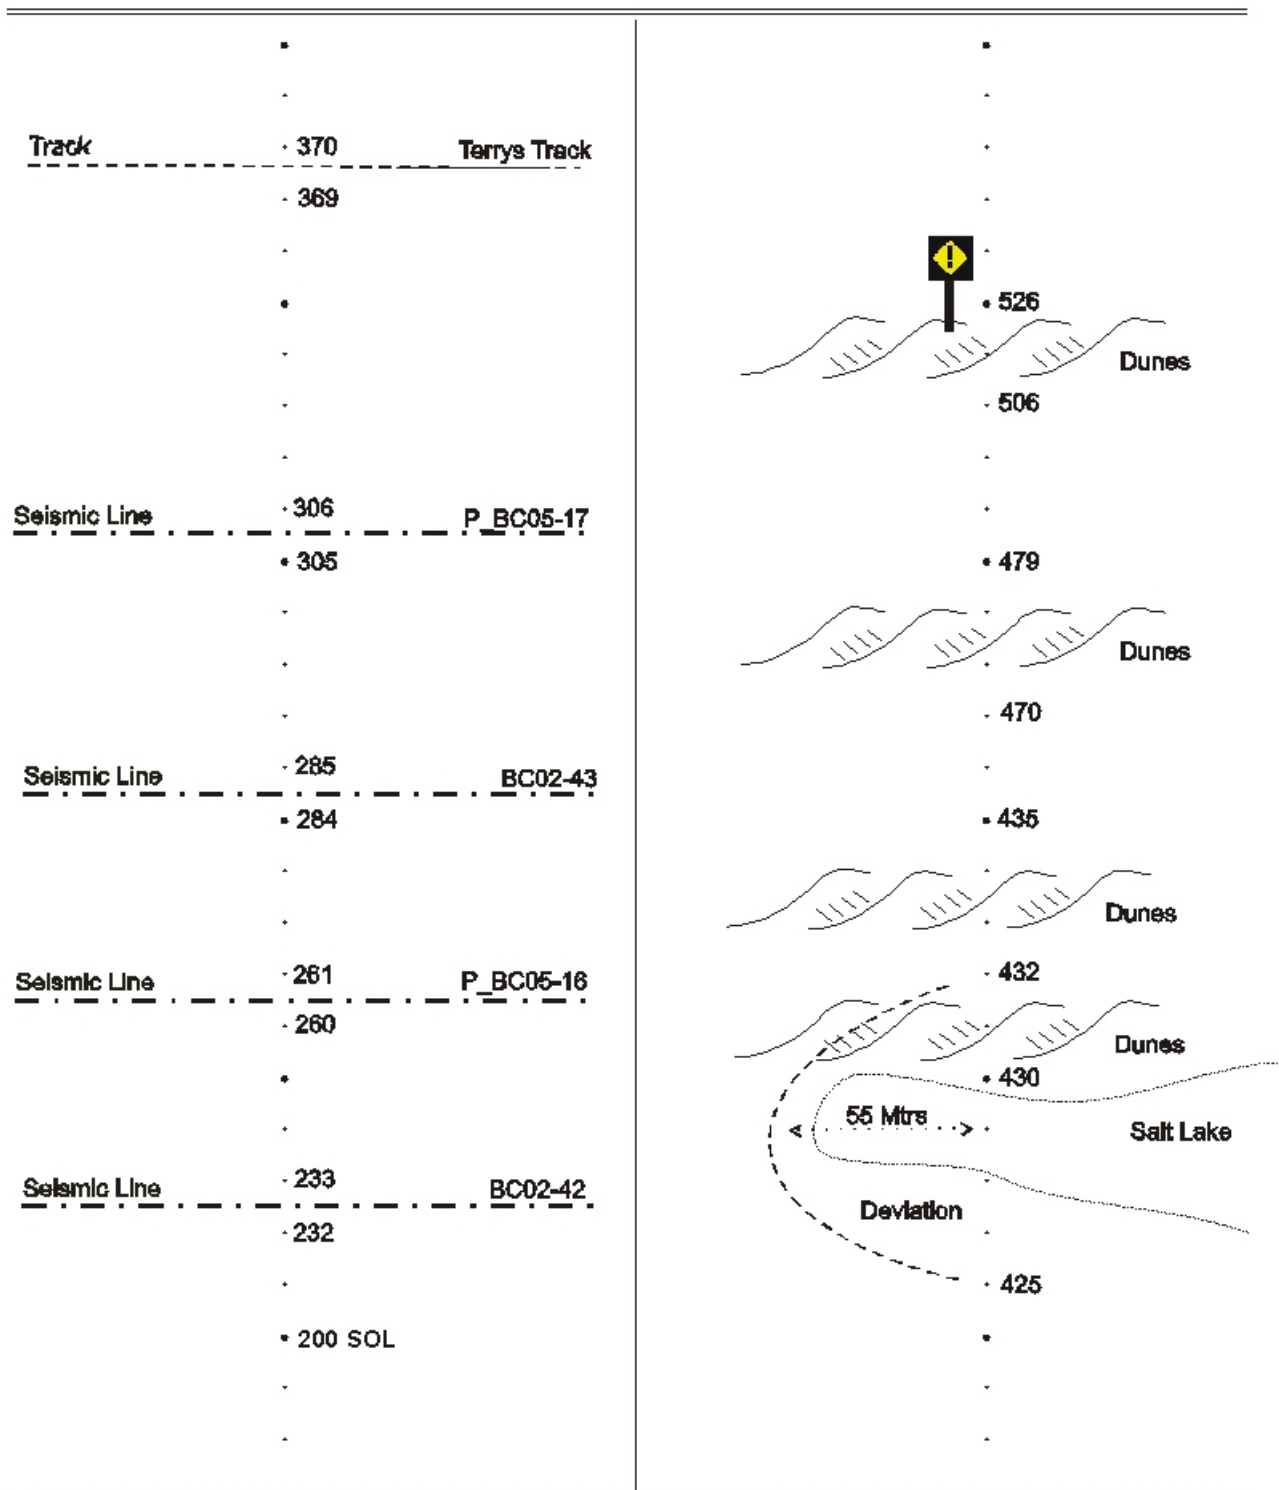 Track 370 Terrys Track
369
Seismic Line 306 P_BC05-17
305
Seismic Line 285 BC02-43
284
Seismic Line 261 P_BC05-16
260
Seismic Line 233 BC02-42
232
200 SOL
!
526
Dunes
506
479
Dunes
470
435
Dunes
432
Dunes
430
55 Mtrs
Salt Lake
Deviation
425